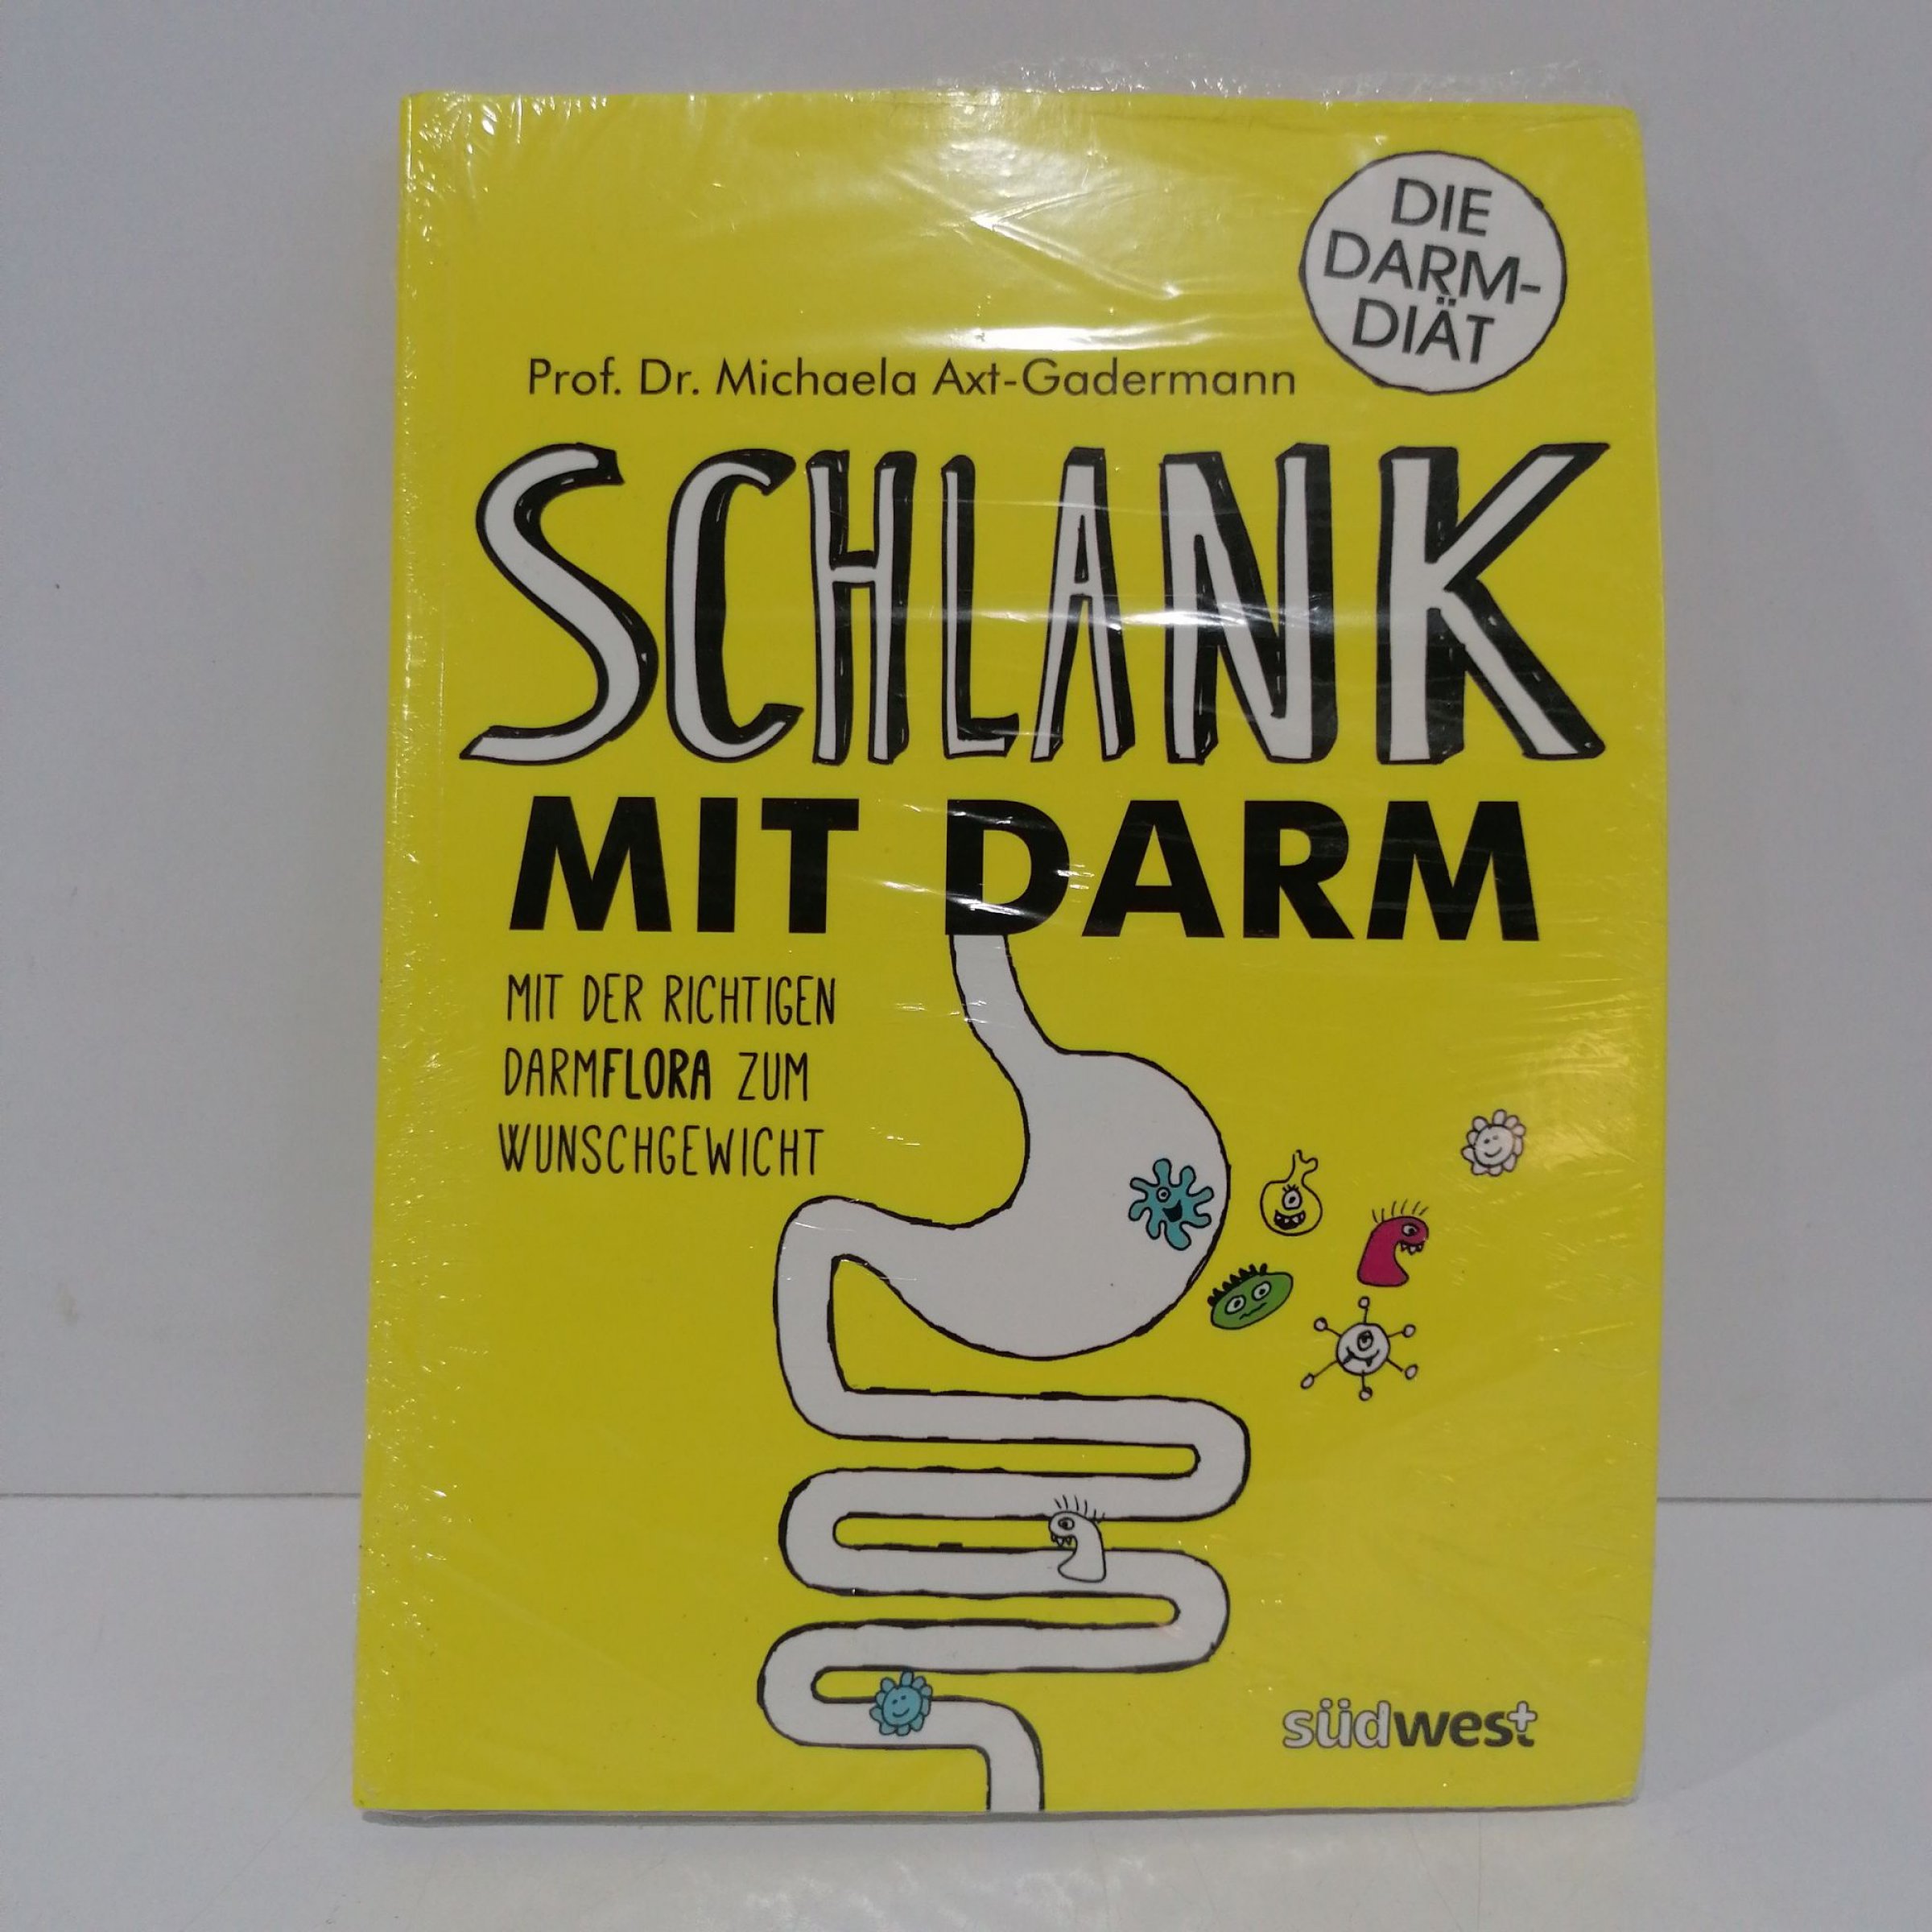 DIE
DARM-
DIÄT
Prof. Dr. Michaela Axt-Gadermann
SCHLANK
MIT DARM
MIT DER RICHTIGEN
DARMFLORA ZUM
WUNSCHGEWICHT
südwest